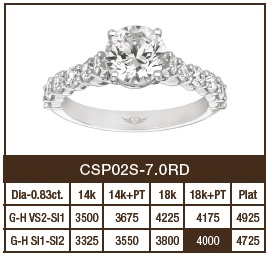 CSP02S-7.0RD
Dia-0.83ct. 14k 14k+PT 18k 18k+PT Plat
G-H VS2-SI1 3500 3675 4225 4175 4925
G-H SI1-SI2 3325 3550 3800 4000 4725